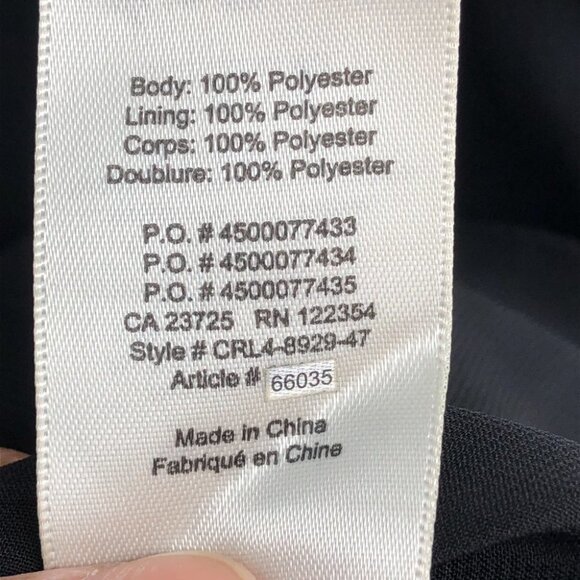 Body: 100% Polyester
Lining: 100% Polyester
Corps: 100% Polyester
Doublure: 100% Polyester
P.O. # 4500077433
P.O. # 4500077434
P.O. # 4500077435
CA 23725 RN 122354
Style # CRL4-8929-47
Article # 66035
Made in China
Fabriqué en Chine